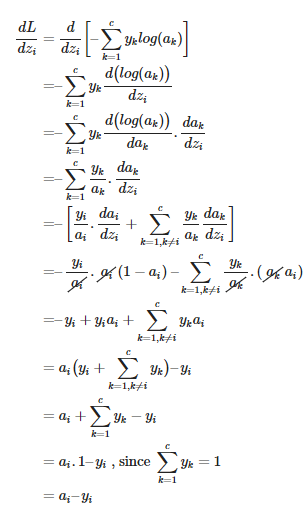 dL/dz_i = d/dz_i [ −∑_{k=1}^{c} y_k log(a_k) ]
=−∑_{k=1}^{c} y_k d(log(a_k))/dz_i
=−∑_{k=1}^{c} y_k d(log(a_k))/da_k . da_k/dz_i
=−∑_{k=1}^{c} y_k/a_k . da_k/dz_i
=−[ y_i/a_i . da_i/dz_i + ∑_{k=1,k≠i}^{c} y_k/a_k da_k/dz_i ]
=− y_i/a_i . a_i(1 − a_i) − ∑_{k=1,k≠i}^{c} y_k/a_k . (a_k a_i)
=−y_i + y_i a_i + ∑_{k=1,k≠i}^{c} y_k a_i
= a_i(y_i + ∑_{k=1,k≠i}^{c} y_k)−y_i
= a_i + ∑_{k=1}^{c} y_k − y_i
= a_i. 1−y_i , since ∑_{k=1}^{c} y_k = 1
= a_i−y_i